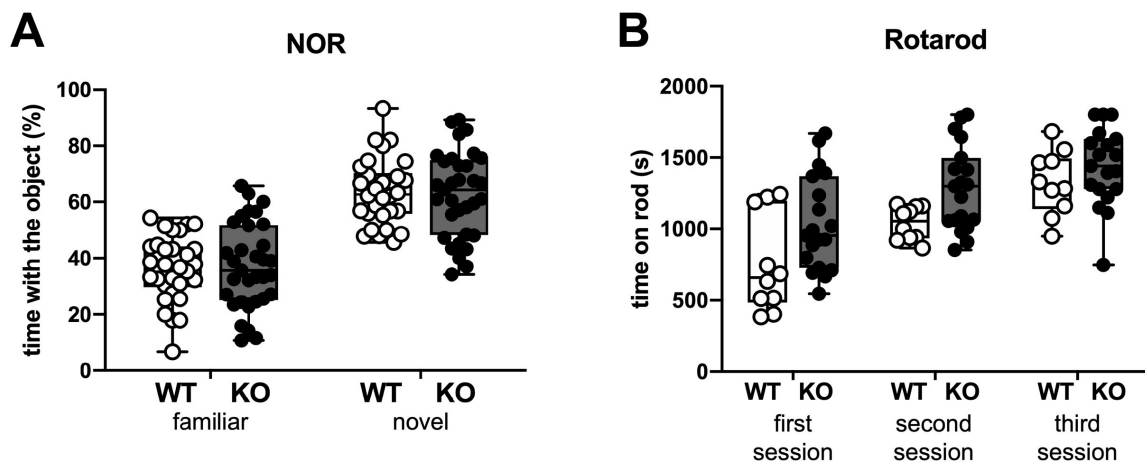 A
NOR
time with the object (%)
100
80
60
40
20
0
WT KO WT KO
familiar novel
B
Rotarod
time on rod (s)
2000
1500
1000
500
0
WT KO WT KO WT KO
first second third
session session session